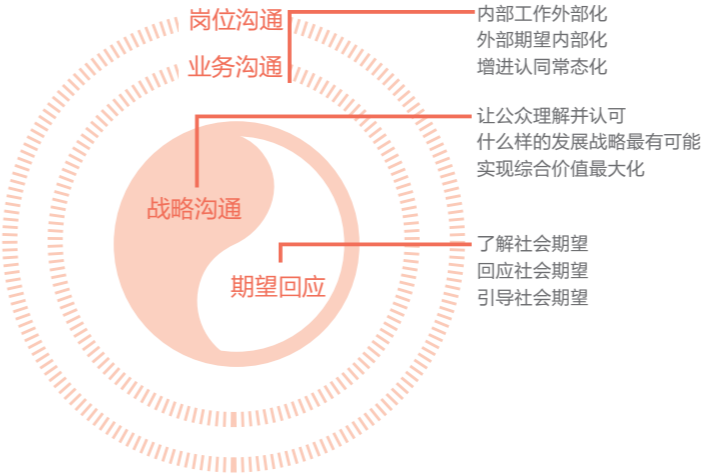 岗位沟通
业务沟通
内部工作外部化
外部期望内部化
增进认同常态化
让公众理解并认可
什么样的发展战略最有可能
实现综合价值最大化
战略沟通
期望回应
了解社会期望
回应社会期望
引导社会期望